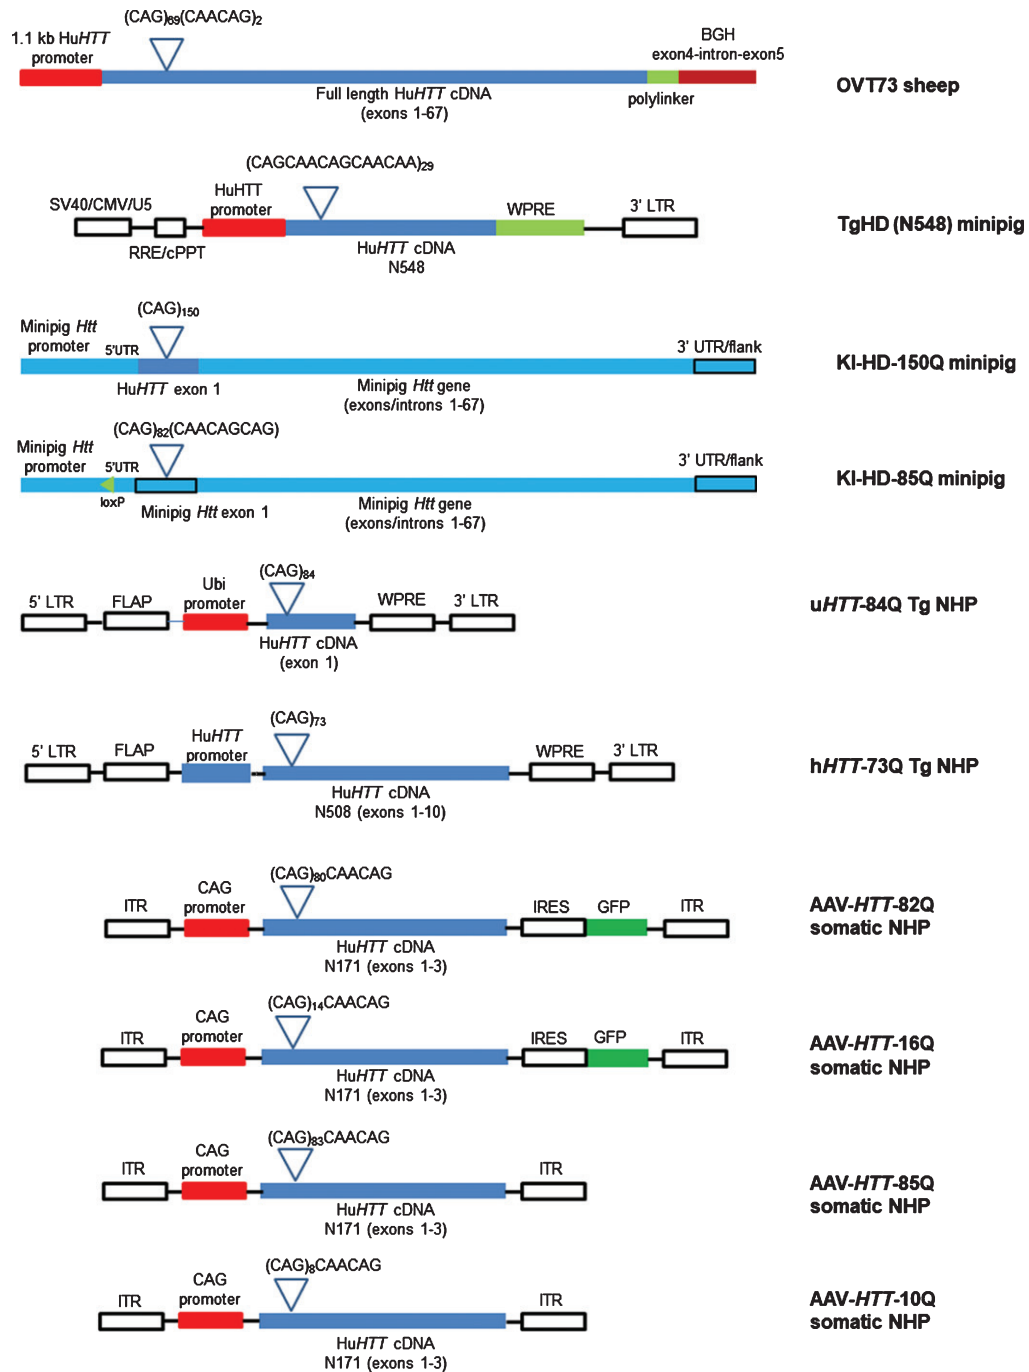 (CAG)69(CAACAG)2
1.1 kb HuHTT
promoter
BGH
exon4-intron-exon5
Full length HuHTT cDNA
(exons 1-67)
polylinker
OVT73 sheep
(CAGCAACAGCAACAA)29
SV40/CMV/U5
HuHTT
promoter
WPRE
3' LTR
RRE/cPPT
HuHTT cDNA
N548
TgHD (N548) minipig
(CAG)150
Minipig Htt
promoter
5'UTR
3' UTR/flank
HuHTT exon 1
Minipig Htt gene
(exons/introns 1-67)
KI-HD-150Q minipig
(CAG)82(CAACAGCAG)
Minipig Htt
promoter
5'UTR
3' UTR/flank
loxP
Minipig Htt exon 1
Minipig Htt gene
(exons/introns 1-67)
KI-HD-85Q minipig
(CAG)84
5' LTR
FLAP
Ubi
promoter
WPRE
3' LTR
HuHTT cDNA
(exon 1)
uHTT-84Q Tg NHP
(CAG)73
5' LTR
FLAP
HuHTT
promoter
WPRE
3' LTR
HuHTT cDNA
N508 (exons 1-10)
hHTT-73Q Tg NHP
(CAG)80CAACAG
ITR
CAG
promoter
IRES
GFP
ITR
HuHTT cDNA
N171 (exons 1-3)
AAV-HTT-82Q
somatic NHP
(CAG)14CAACAG
ITR
CAG
promoter
IRES
GFP
ITR
HuHTT cDNA
N171 (exons 1-3)
AAV-HTT-16Q
somatic NHP
(CAG)83CAACAG
ITR
CAG
promoter
ITR
HuHTT cDNA
N171 (exons 1-3)
AAV-HTT-85Q
somatic NHP
(CAG)8CAACAG
ITR
CAG
promoter
ITR
HuHTT cDNA
N171 (exons 1-3)
AAV-HTT-10Q
somatic NHP